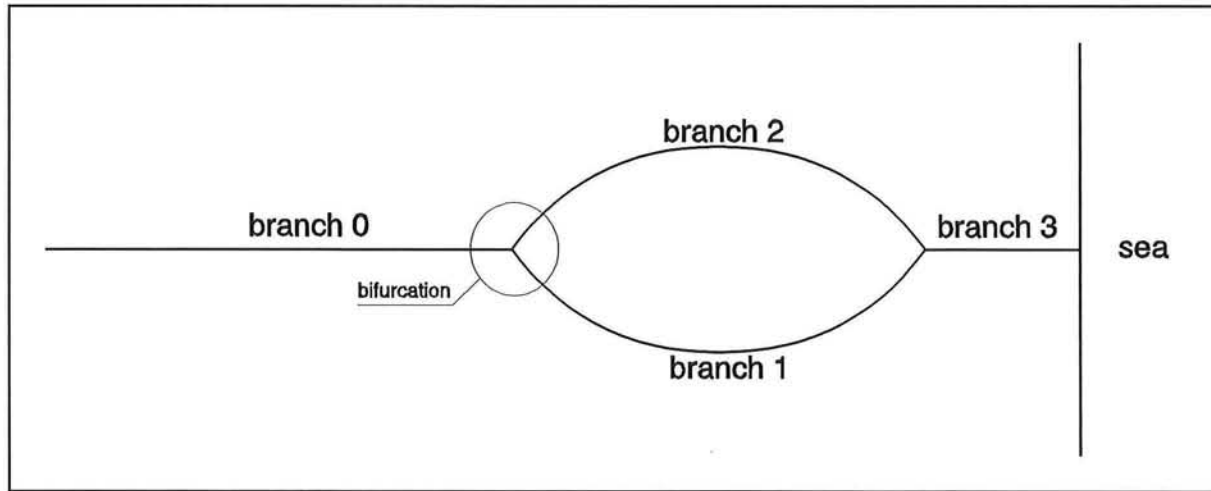 branch 2
branch 0
branch 3
sea
bifurcation
branch 1